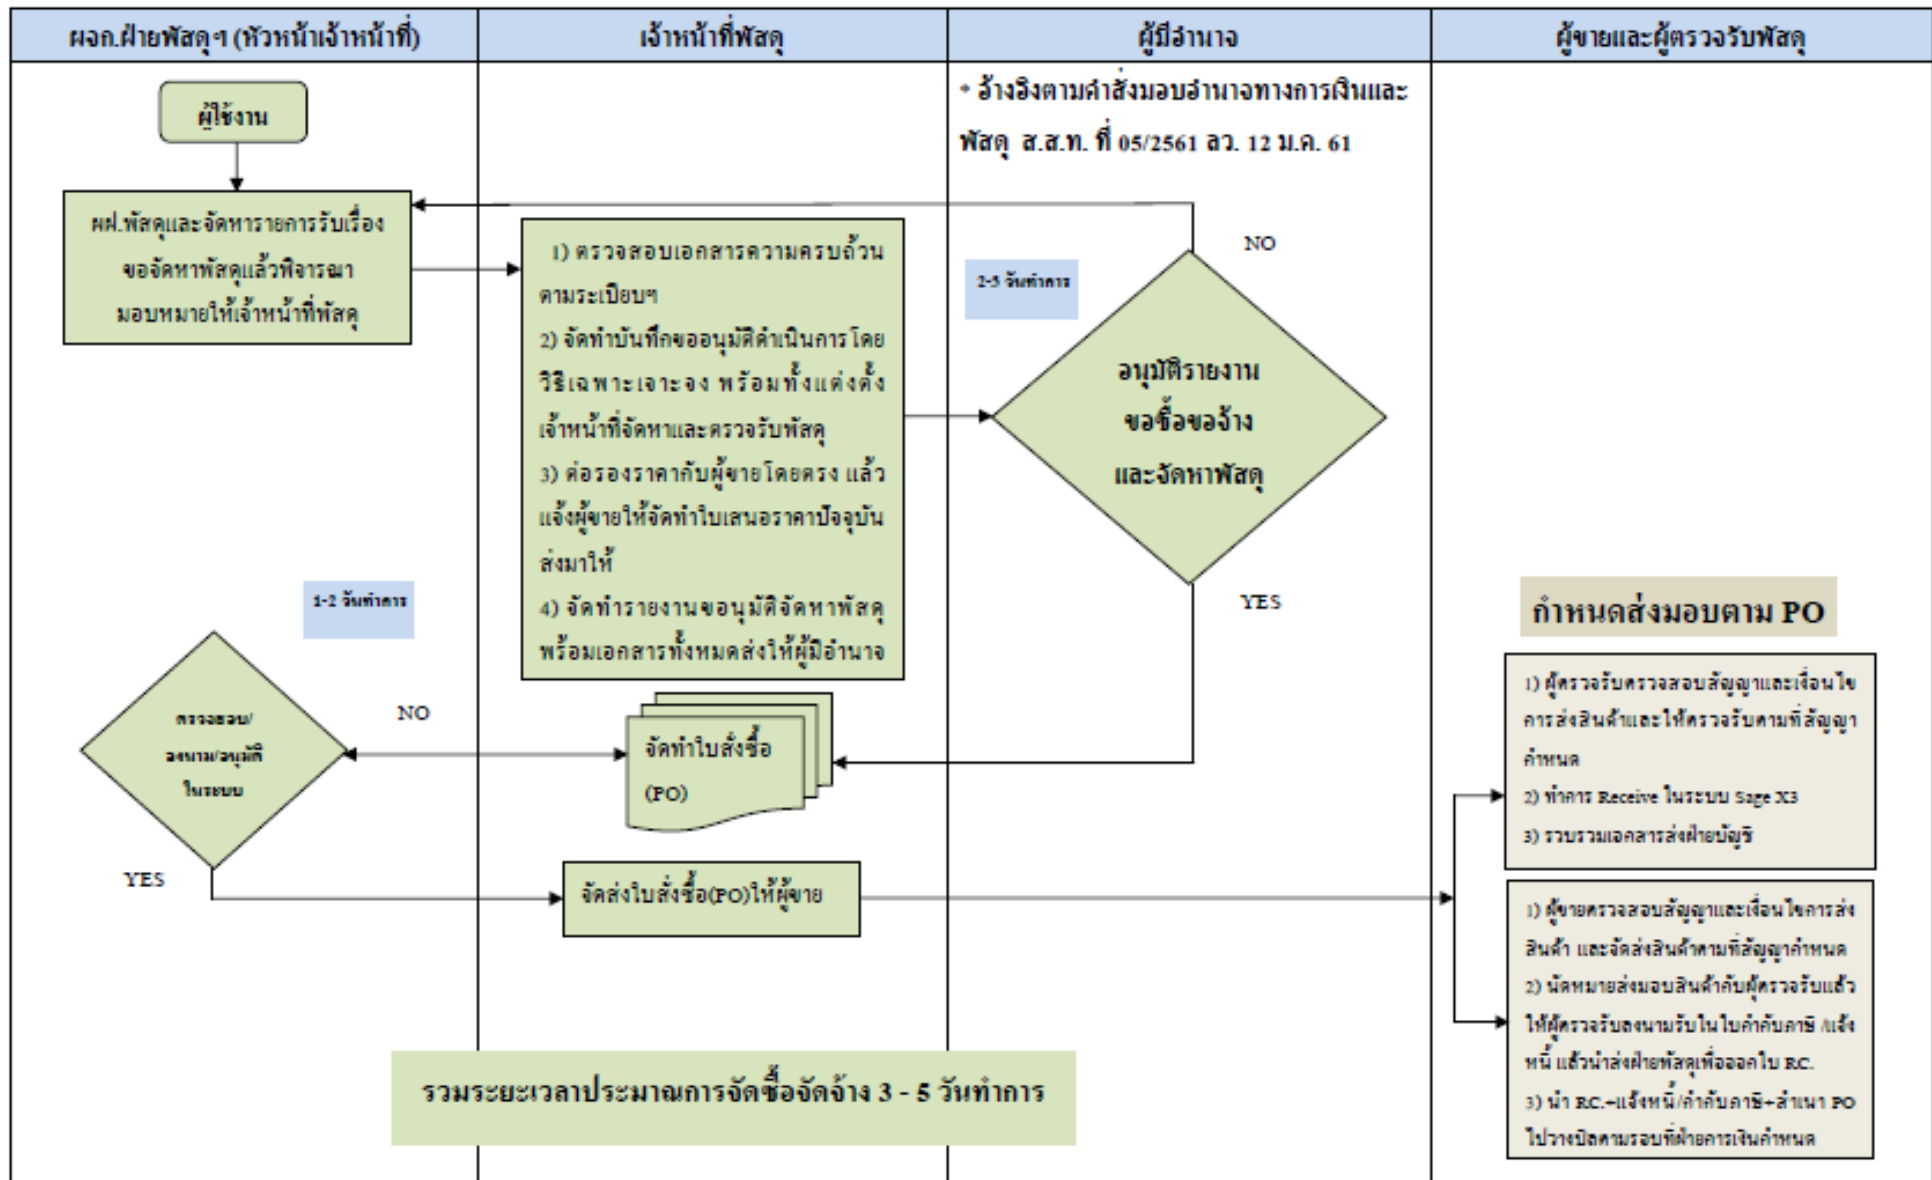 ผจก.ฝ่ายพัสดุฯ (หัวหน้าเจ้าหน้าที่)
เจ้าหน้าที่พัสดุ
ผู้มีอำนาจ
ผู้ขายและผู้ตรวจรับพัสดุ
ผู้ใช้งาน
* อ้างอิงตามคำสั่งมอบอำนาจทางการเงินและ
พัสดุ ส.ส.ท. ที่ 05/2561 ลว. 12 ม.ค. 61
ผฝ.พัสดุและจัดหารายการรับเรื่อง
ขอจัดหาพัสดุแล้วพิจารณา
มอบหมายให้เจ้าหน้าที่พัสดุ
1) ตรวจสอบเอกสารความครบถ้วน
ตามระเบียบฯ
2) จัดทำบันทึกขออนุมัติดำเนินการโดย
วิธีเฉพาะเจาะจง พร้อมทั้งแต่งตั้ง
เจ้าหน้าที่จัดหาและตรวจรับพัสดุ
3) ต่อรองราคากับผู้ขายโดยตรง แล้ว
แจ้งผู้ขายให้จัดทำใบเสนอราคาปัจจุบัน
ส่งมาให้
4) จัดทำรายงานขออนุมัติจัดหาพัสดุ
พร้อมเอกสารทั้งหมดส่งให้ผู้มีอำนาจ
2-3 วันทำการ
NO
อนุมัติรายงาน
ขอซื้อขอจ้าง
และจัดหาพัสดุ
YES
1-2 วันทำการ
ตรวจสอบ/
ลงนาม/อนุมัติ
ในระบบ
NO
YES
จัดทำใบสั่งซื้อ
(PO)
จัดส่งใบสั่งซื้อ(PO)ให้ผู้ขาย
กำหนดส่งมอบตาม PO
1) ผู้ตรวจรับตรวจสอบสัญญาและเงื่อนไข
การส่งสินค้าและให้ตรวจรับตามที่สัญญา
กำหนด
2) ทำการ Receive ในระบบ Sage X3
3) รวบรวมเอกสารส่งฝ่ายบัญชี
1) ผู้ขายตรวจสอบสัญญาและเงื่อนไขการส่ง
สินค้า และจัดส่งสินค้าตามที่สัญญากำหนด
2) นัดหมายส่งมอบสินค้ากับผู้ตรวจรับแล้ว
ให้ผู้ตรวจรับลงนามรับในใบกำกับภาษี /แจ้ง
หนี้ แล้วนำส่งฝ่ายพัสดุเพื่อออกใบ R.C.
3) นำ R.C.+แจ้งหนี้/กำกับภาษี+สำเนา PO
ไปวางบิลตามรอบที่ฝ่ายการเงินกำหนด
รวมระยะเวลาประมาณการจัดซื้อจัดจ้าง 3 - 5 วันทำการ